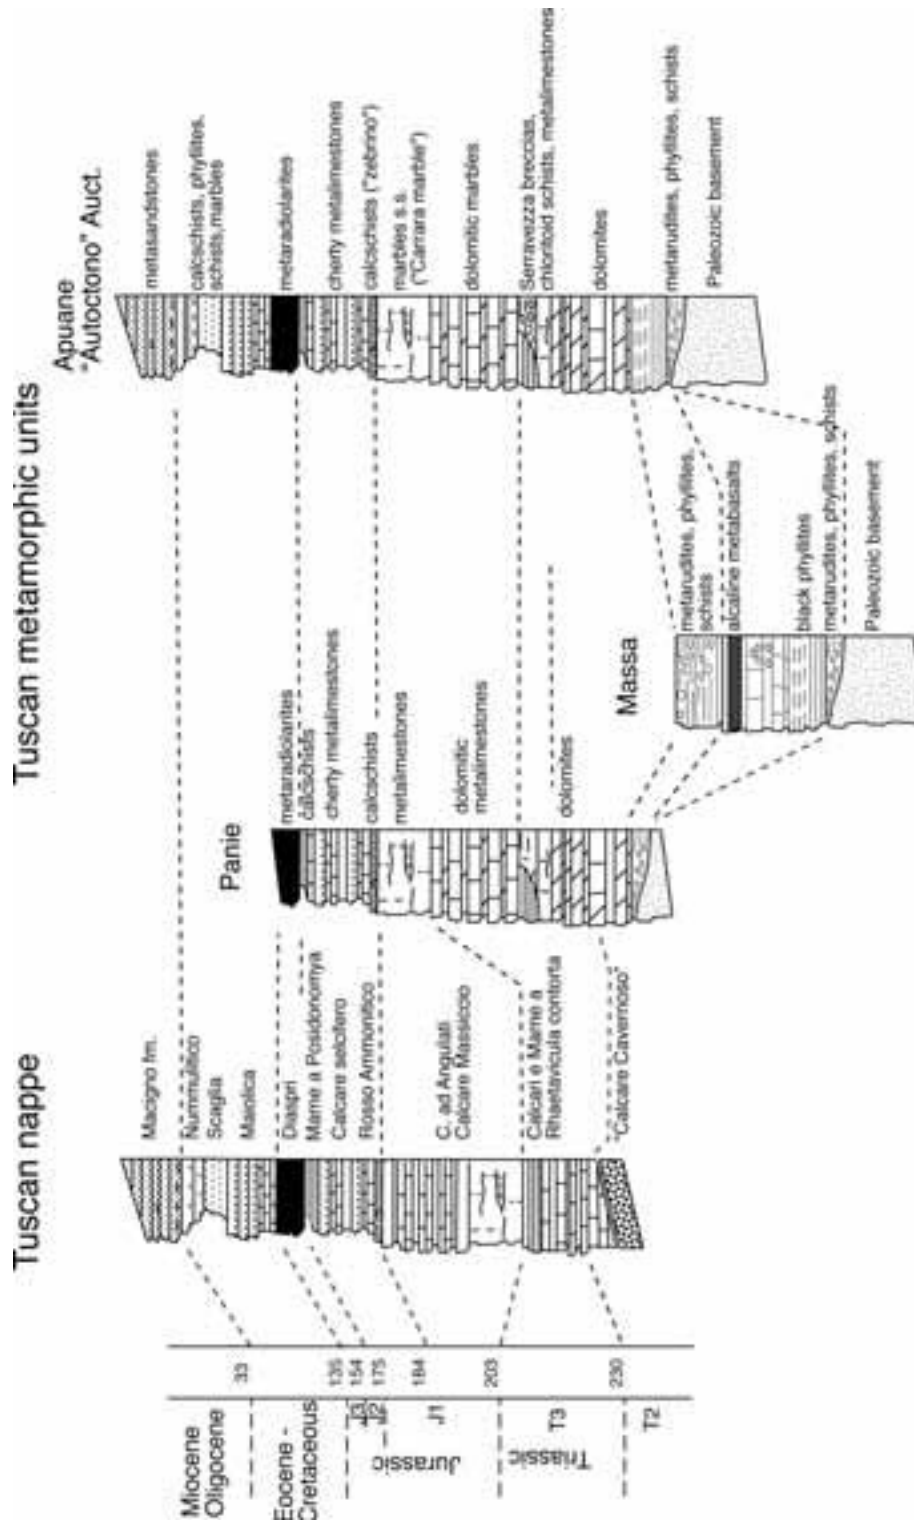 Tuscan nappe
Tuscan metamorphic units
Miocene
Oligocene
Eocene -
Cretaceous
J3
J2
J1
Jurassic
T3
Triassic
T2
33
135
154
175
184
203
230
Macigno fm.
Nummulitico
Scaglia
Maiolica
Diaspri
Marne a Posidonomya
Calcare selcifero
Rosso Ammonitico
C. ad Angulati
Calcare Massiccio
Calcari e Marne a
Rhaetavicula contorta
"Calcare Cavernoso"
Panie
metaradiolarites
calcschists
cherty metalimestones
calcschists
metalimestones
dolomitic
metalimestones
dolomites
Massa
metarudites, phyllites,
schists
alcaline metabasalts
black phyllites
metarudites, phyllites, schists
Paleozoic basement
Apuane
"Autoctono" Auct.
metasandstones
calcschists, phyllites,
schists, marbles
metaradiolarites
cherty metalimestones
calcschists ("zebrino")
marbles s.s.
("Carrara marble")
dolomitic marbles
Serravezza breccias,
chloritoid schists, metalimestones
dolomites
metarudites, phyllites, schists
Paleozoic basement